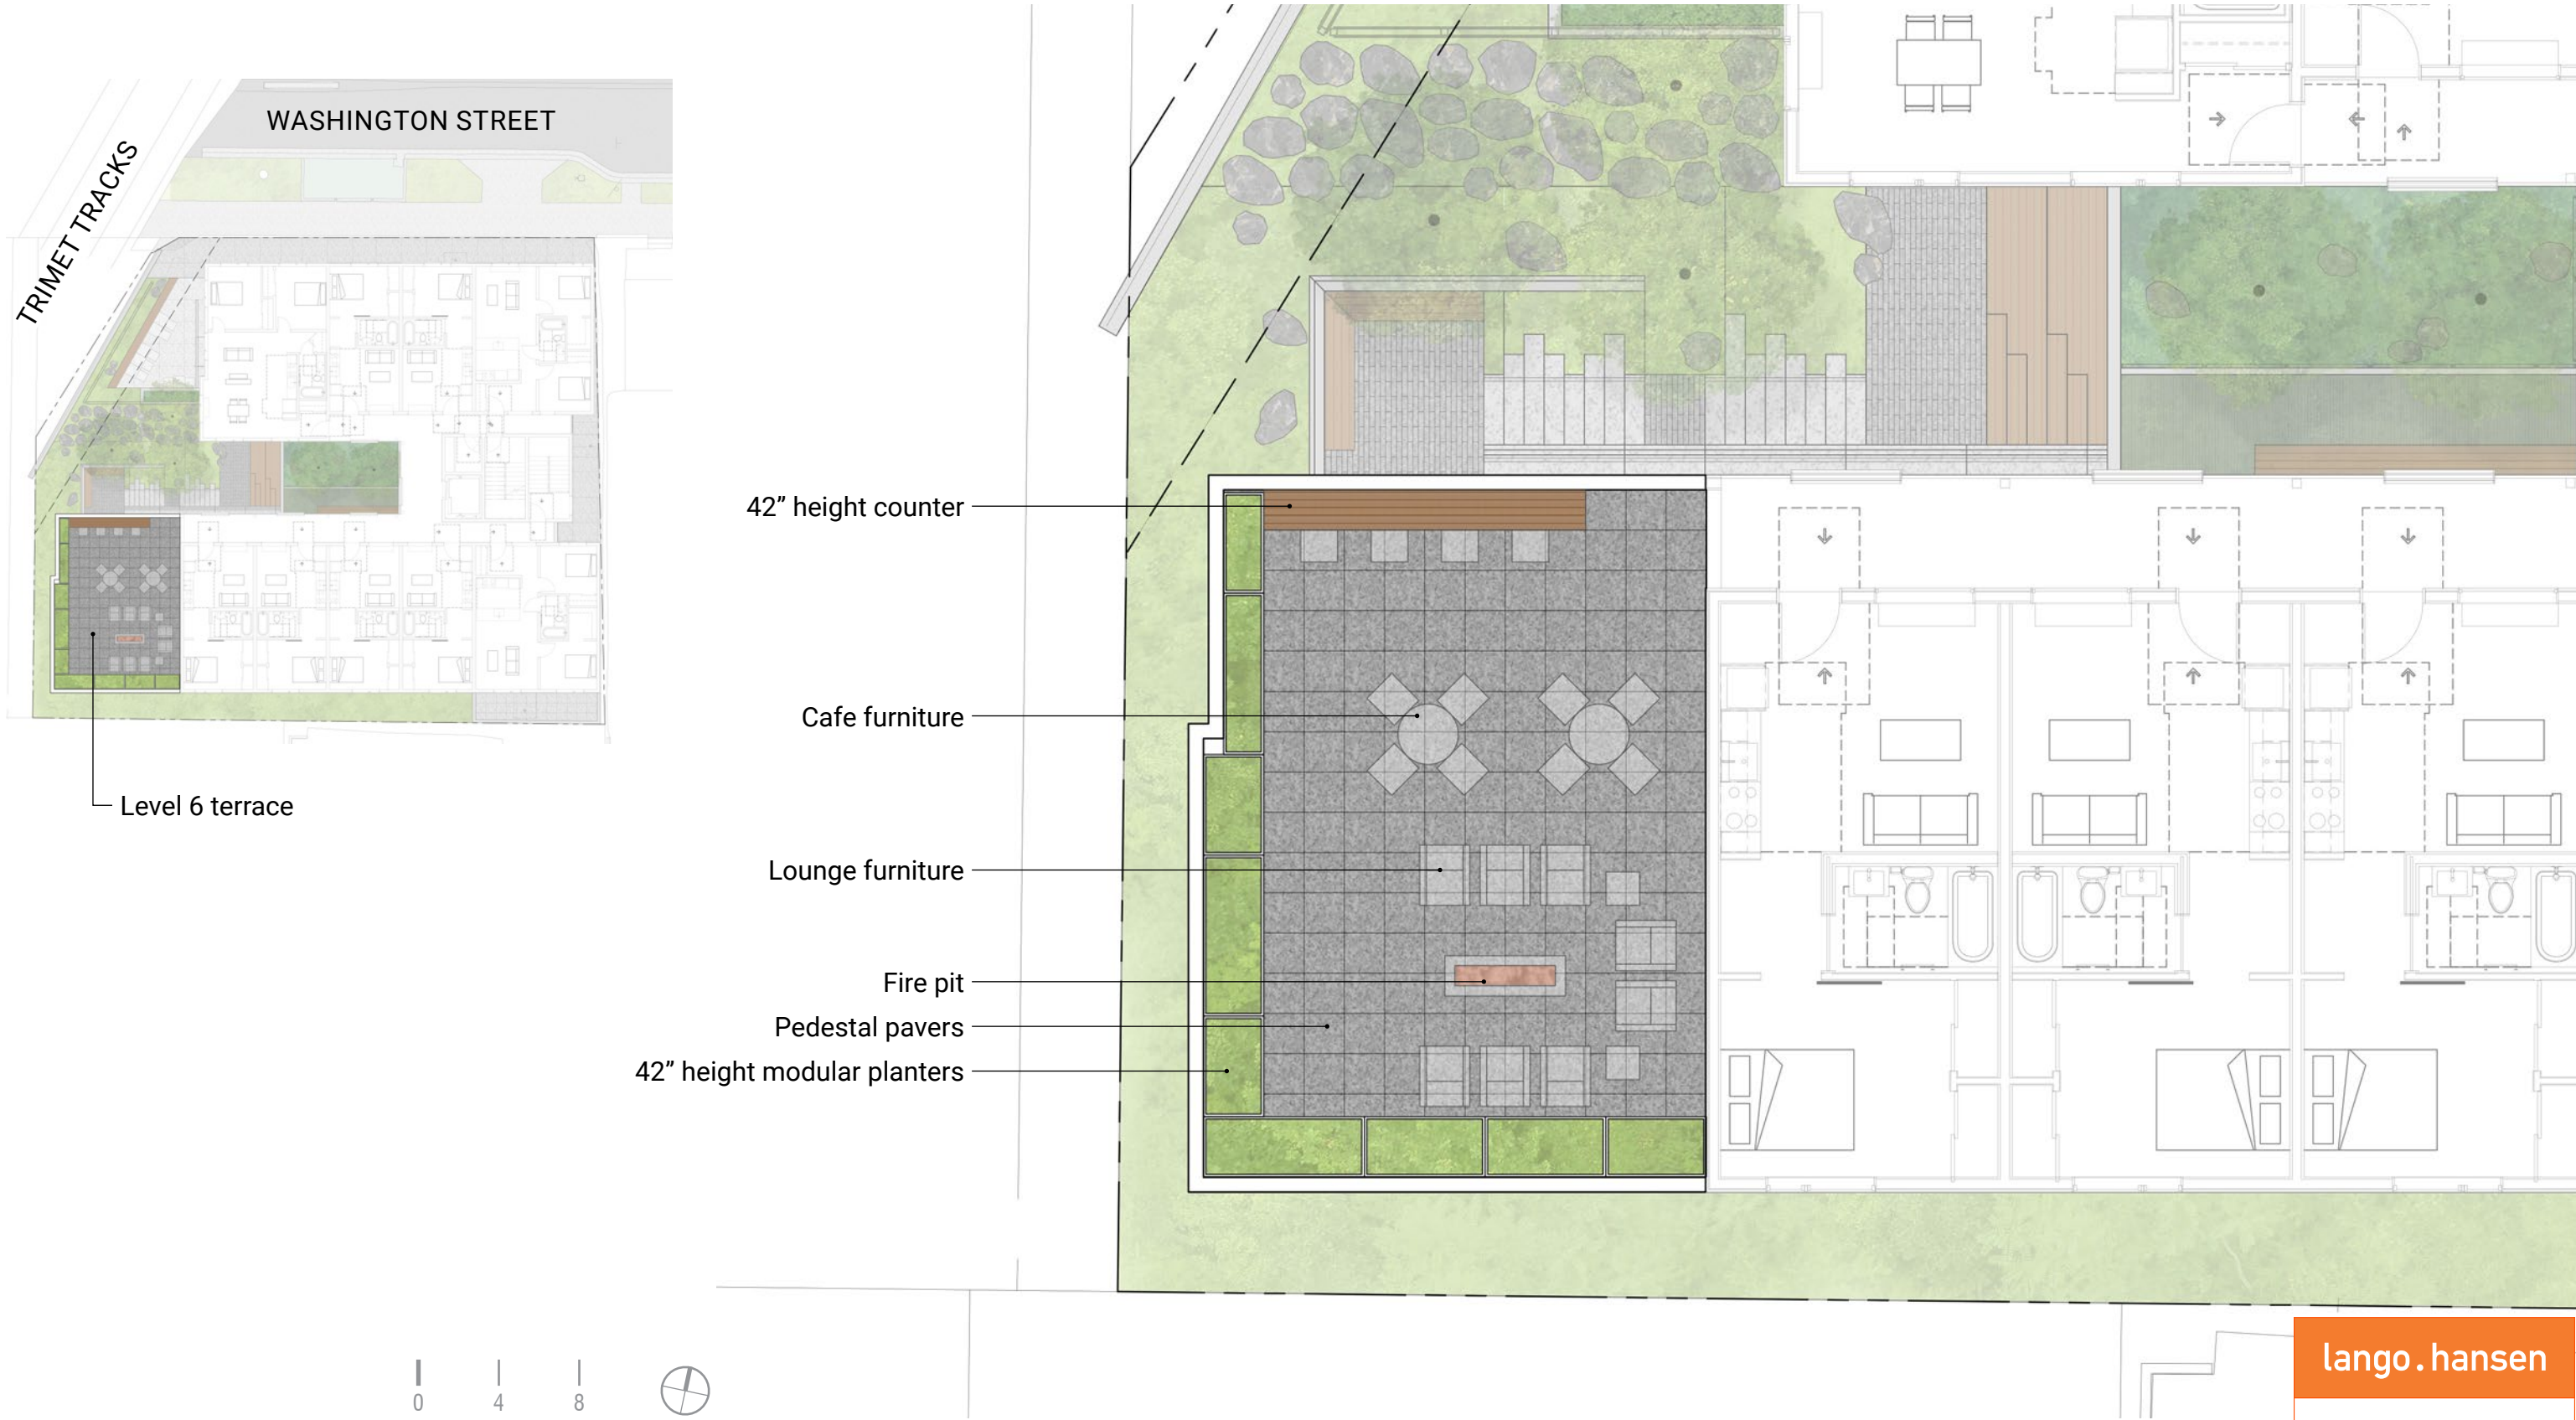 WASHINGTON STREET
TRIMET TRACKS
Level 6 terrace
42” height counter
Cafe furniture
Lounge furniture
Fire pit
Pedestal pavers
42” height modular planters
0 4 8
lango.hansen